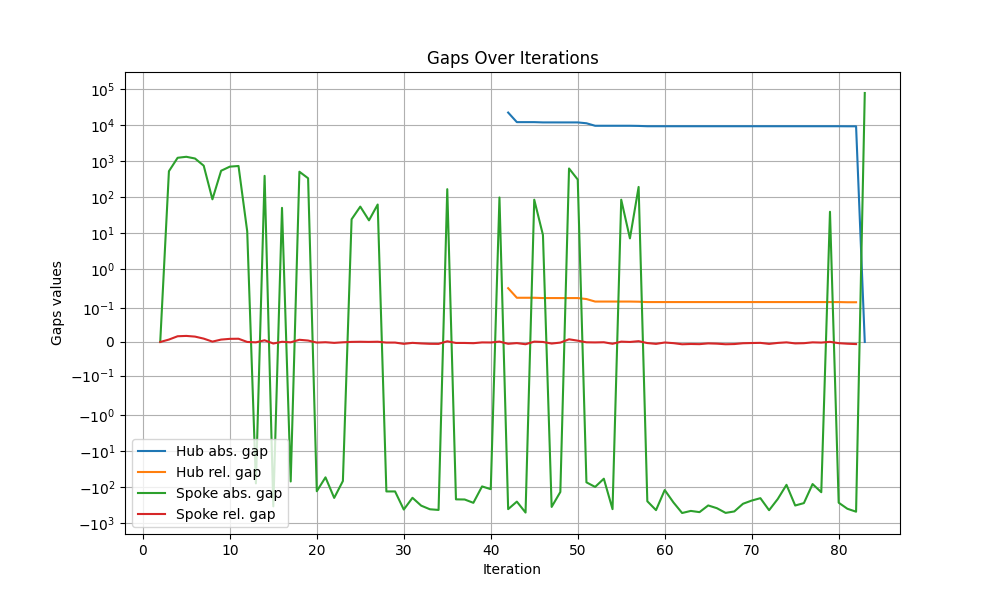 Gaps Over Iterations
Gaps values
10^5
10^4
10^3
10^2
10^1
10^0
10^−1
0
−10^−1
−10^0
−10^1
−10^2
−10^3
Hub abs. gap
Hub rel. gap
Spoke abs. gap
Spoke rel. gap
0 10 20 30 40 50 60 70 80
Iteration